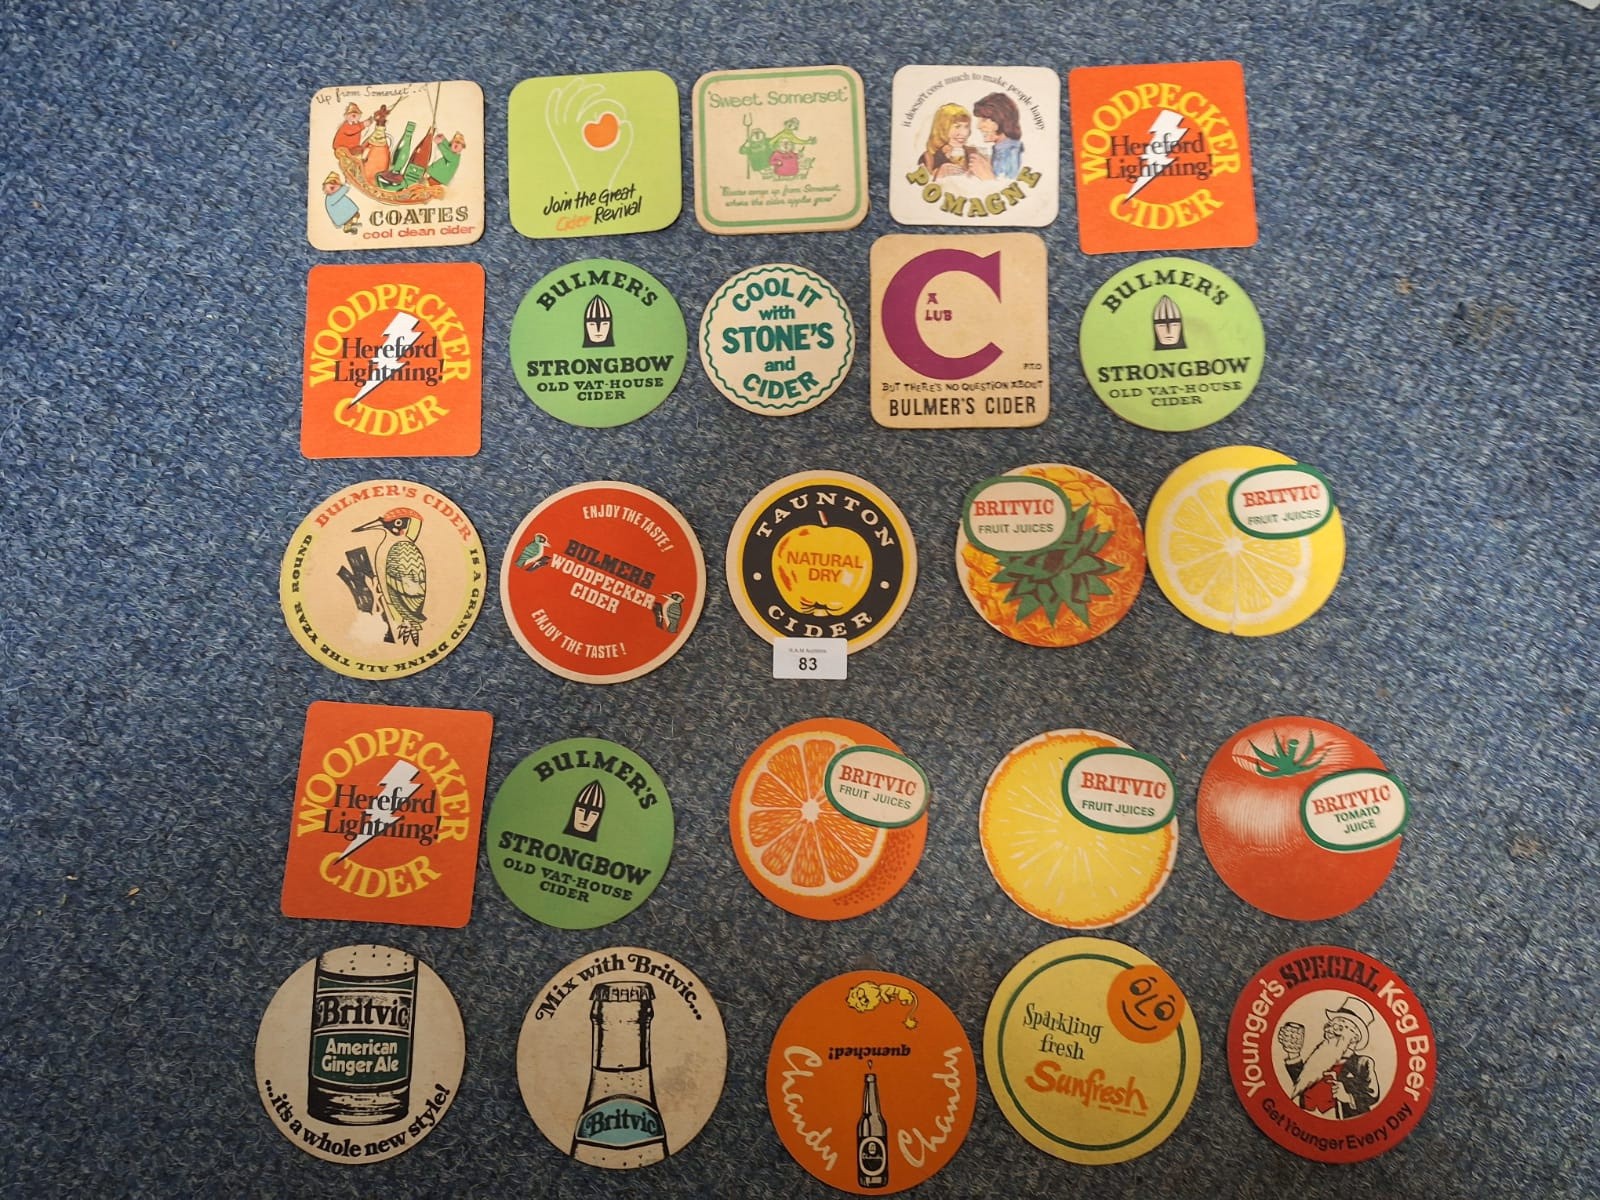 Up from Somerset...
COATES
cool clean cider
Join the Great
Cider Revival
"Sweet Somerset"
"Coates comes up from Somerset,
where the cider apples grow"
it doesn't cost much to make people happy
POMAGNE
WOODPECKER
Hereford
Lightning!
CIDER
WOODPECKER
Hereford
Lightning!
CIDER
BULMER'S
STRONGBOW
OLD VAT-HOUSE
CIDER
COOL IT
with
STONE'S
and
CIDER
C
A
LUB
P.T.O
BUT THERE'S NO QUESTION ABOUT
BULMER'S CIDER
BULMER'S
STRONGBOW
OLD VAT-HOUSE
CIDER
BULMER'S CIDER IS A GRAND DRINK ALL THE YEAR ROUND
ENJOY THE TASTE!
BULMERS
WOODPECKER
CIDER
ENJOY THE TASTE!
TAUNTON
NATURAL
DRY
CIDER
R.A.M Auctions
83
BRITVIC
FRUIT JUICES
BRITVIC
FRUIT JUICES
WOODPECKER
Hereford
Lightning!
CIDER
BULMER'S
STRONGBOW
OLD VAT-HOUSE
CIDER
BRITVIC
FRUIT JUICES
BRITVIC
FRUIT JUICES
BRITVIC
TOMATO
JUICE
Britvic
American
Ginger Ale
...it's a whole new style!
Mix with Britvic...
Britvic
quenched!
Chandy
Chandy
Sparkling
fresh
Sunfresh
Younger's SPECIAL Keg Beer
Get Younger Every Day